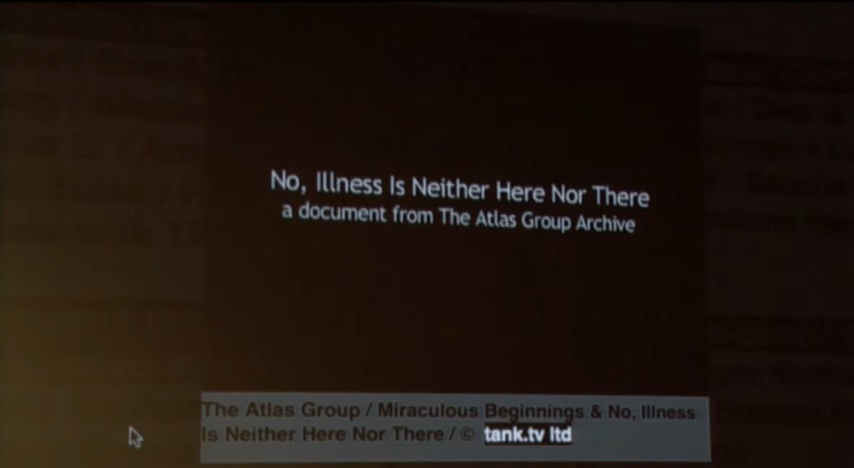 No, Illness Is Neither Here Nor There
a document from The Atlas Group Archive
The Atlas Group / Miraculous Beginnings & No, Illness
Is Neither Here Nor There / © tank.tv ltd